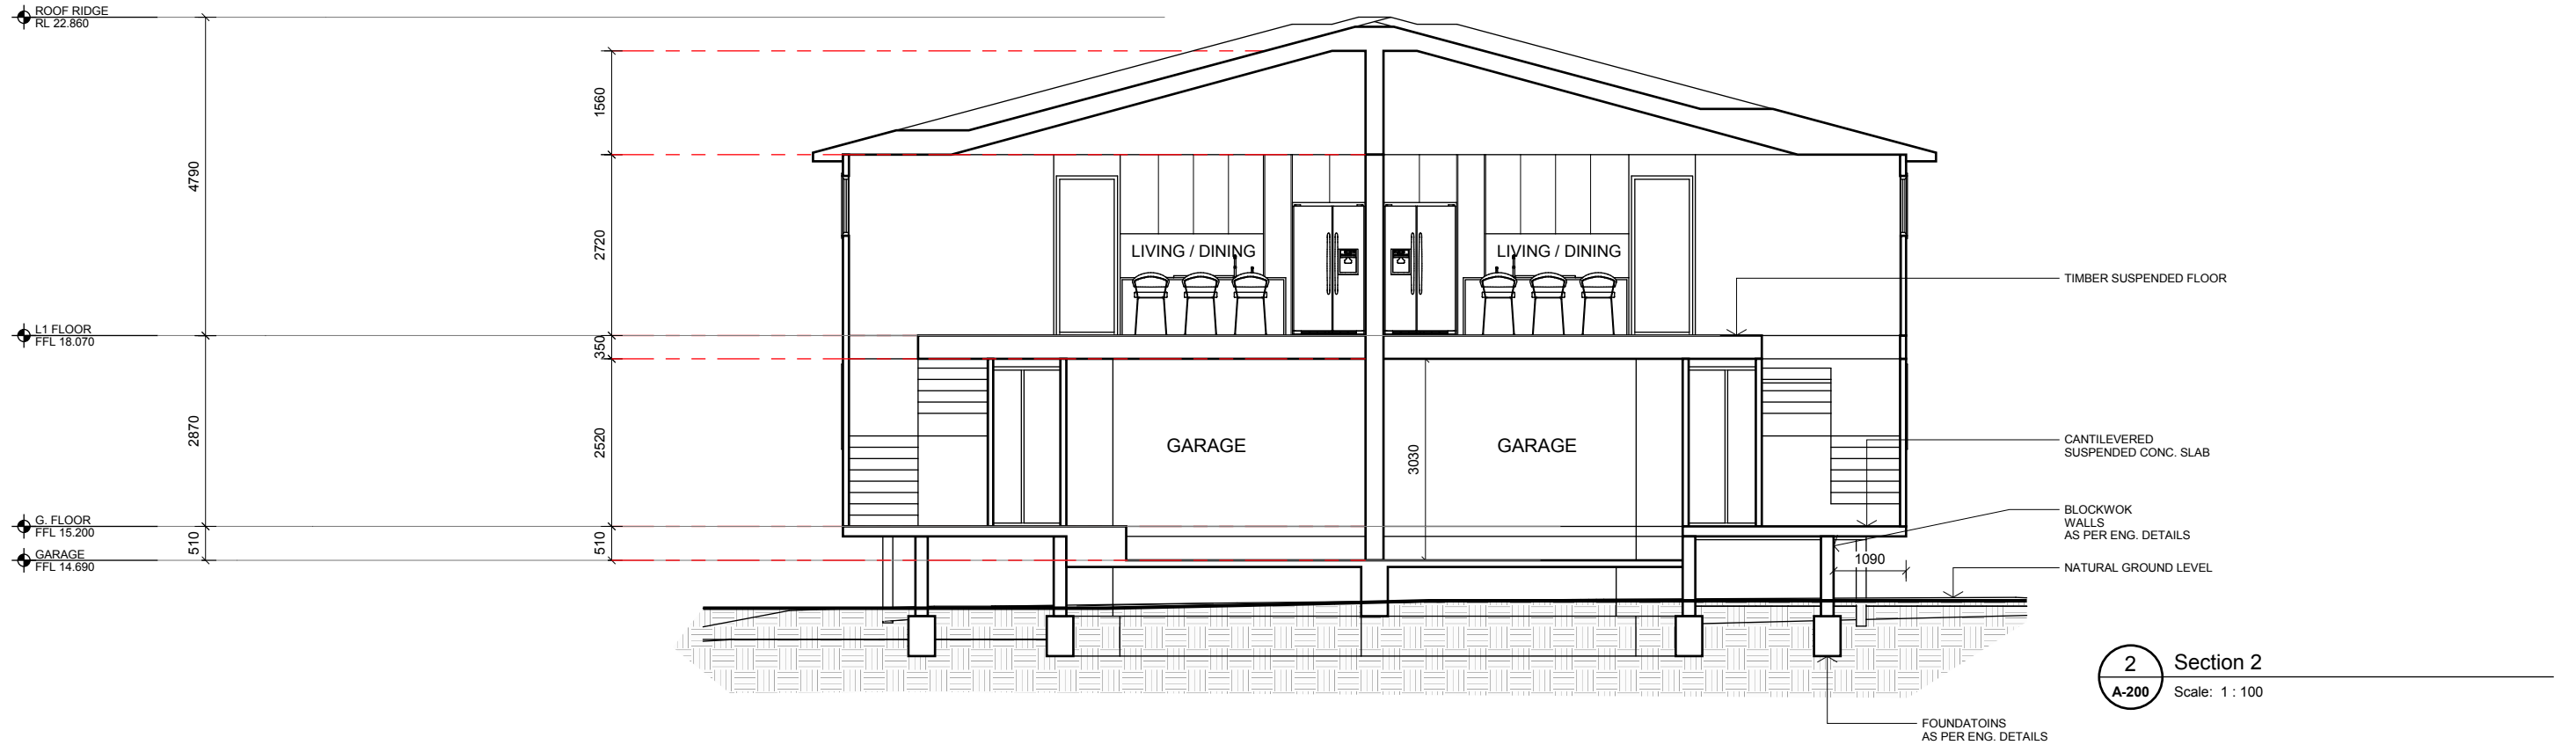 ROOF RIDGE
RL 22.860
4790
1560
2720
LIVING / DINING
LIVING / DINING
TIMBER SUSPENDED FLOOR
L1 FLOOR
FFL 18.070
350
2870
2520
GARAGE
3030
GARAGE
CANTILEVERED
SUSPENDED CONC. SLAB
BLOCKWOK
WALLS
AS PER ENG. DETAILS
G. FLOOR
FFL 15.200
510
510
GARAGE
FFL 14.690
1090
NATURAL GROUND LEVEL
2
A-200
Section 2
Scale: 1 : 100
FOUNDATOINS
AS PER ENG. DETAILS